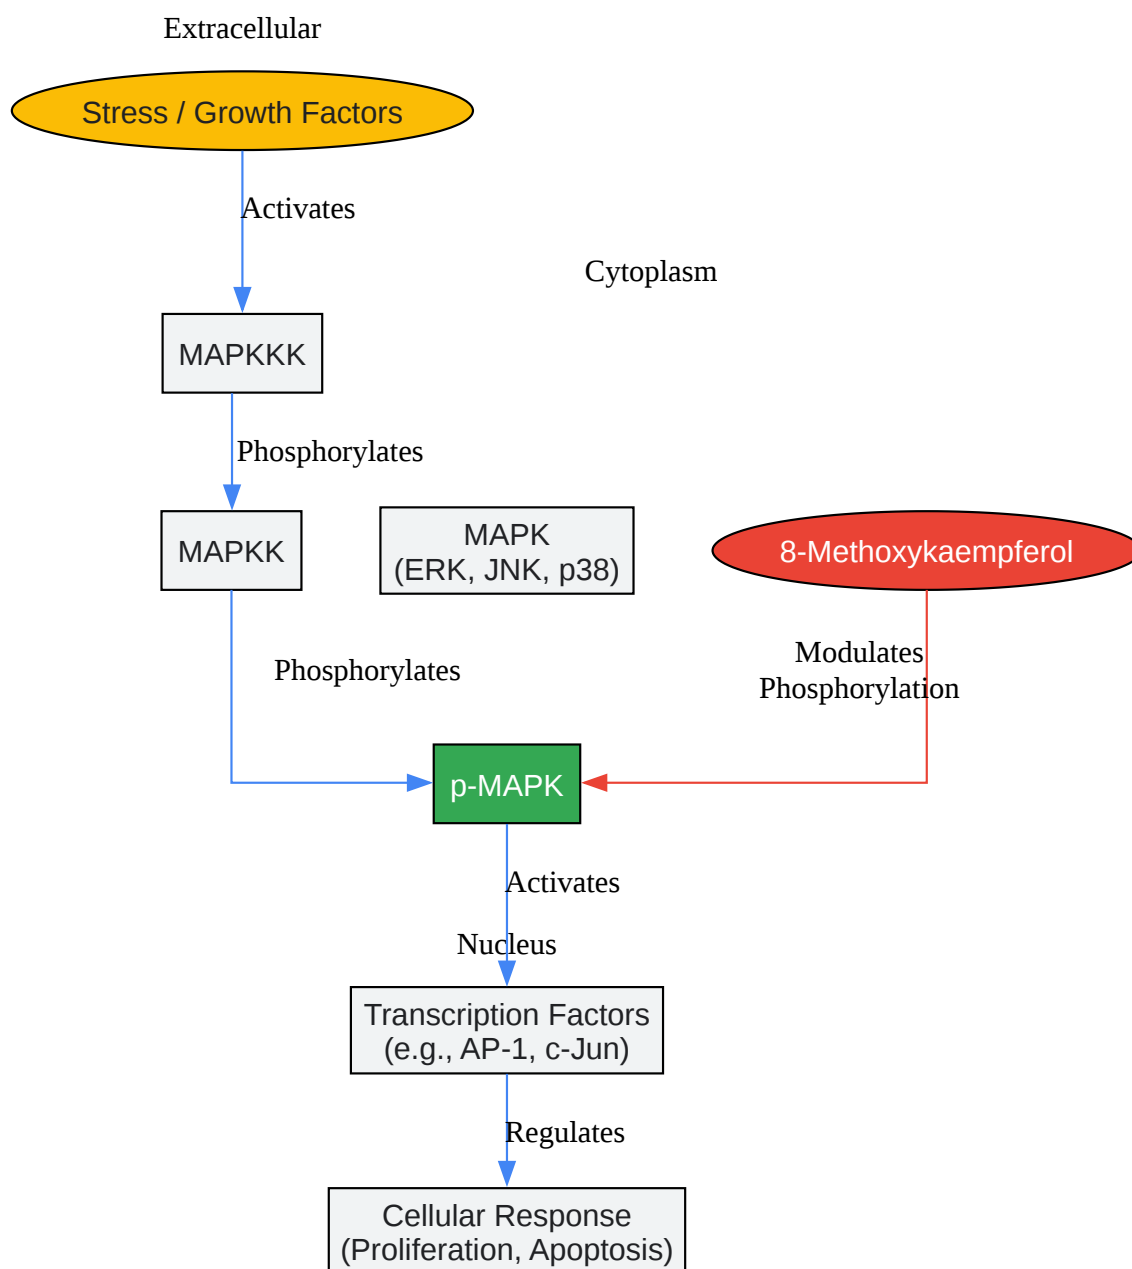 Extracellular
Stress / Growth Factors
Activates
Cytoplasm
MAPKKK
Phosphorylates
MAPKK
MAPK
(ERK, JNK, p38)
8-Methoxykaempferol
Phosphorylates
Modulates
Phosphorylation
p-MAPK
Activates
Nucleus
Transcription Factors
(e.g., AP-1, c-Jun)
Regulates
Cellular Response
(Proliferation, Apoptosis)